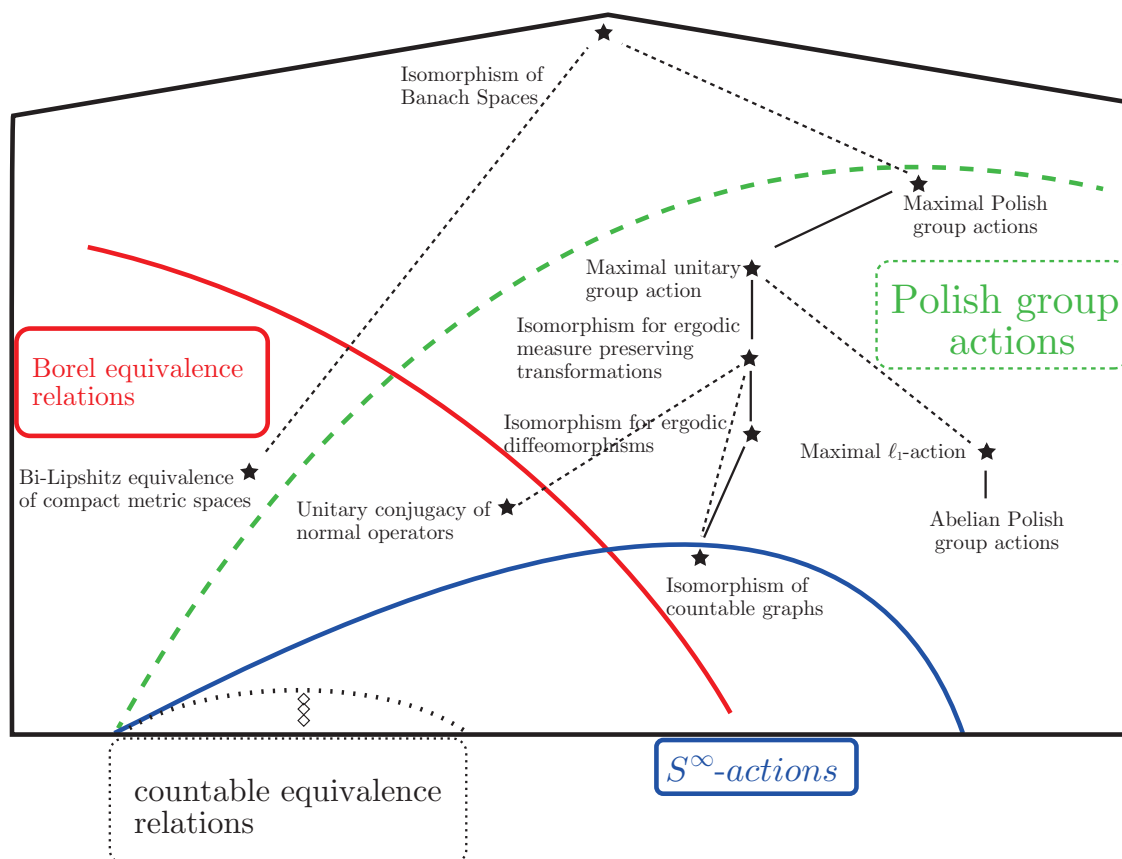 Isomorphism of
Banach Spaces
Maximal Polish
group actions
Maximal unitary
group action
Polish group
actions
Isomorphism for ergodic
measure preserving
transformations
Borel equivalence
relations
Isomorphism for ergodic
diffeomorphisms
Maximal ℓ₁-action
Bi-Lipshitz equivalence
of compact metric spaces
Unitary conjugacy of
normal operators
Abelian Polish
group actions
Isomorphism of
countable graphs
S^∞-actions
countable equivalence
relations